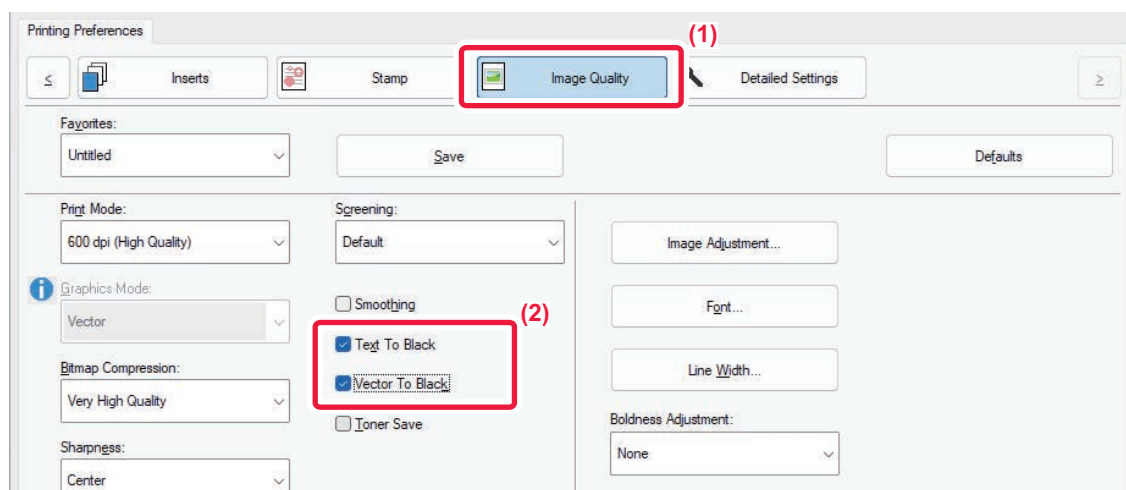 Printing Preferences
(1)
≤ Inserts Stamp Image Quality Detailed Settings ≥
Favorites:
Untitled Save Defaults
Print Mode: Screening:
600 dpi (High Quality) Default Image Adjustment...
Graphics Mode:
Vector
Smoothing
Font...
(2)
Text To Black
Bitmap Compression:
Very High Quality
Vector To Black
Line Width...
Toner Save
Boldness Adjustment:
None
Sharpness:
Center